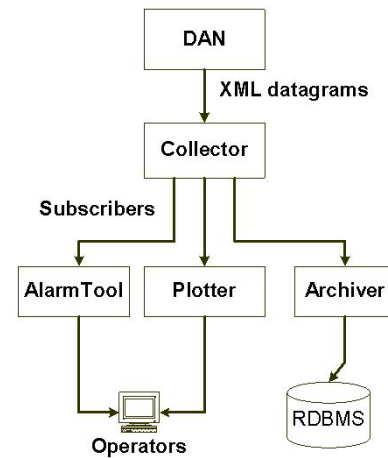 DAN
XML datagrams
Collector
Subscribers
AlarmTool
Plotter
Archiver
RDBMS
Operators